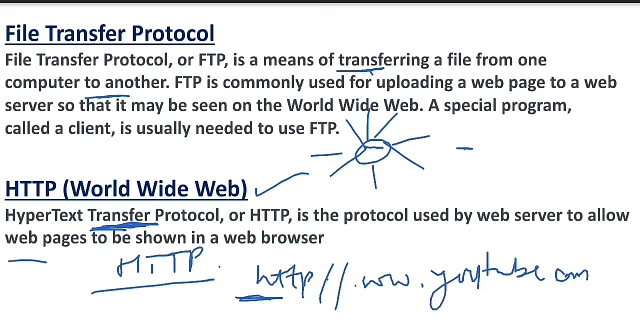 File Transfer Protocol
File Transfer Protocol, or FTP, is a means of transferring a file from one
computer to another. FTP is commonly used for uploading a web page to a web
server so that it may be seen on the World Wide Web. A special program,
called a client, is usually needed to use FTP.
HTTP (World Wide Web)
HyperText Transfer Protocol, or HTTP, is the protocol used by web server to allow
web pages to be shown in a web browser
HTTP
http//.ww.youtube com